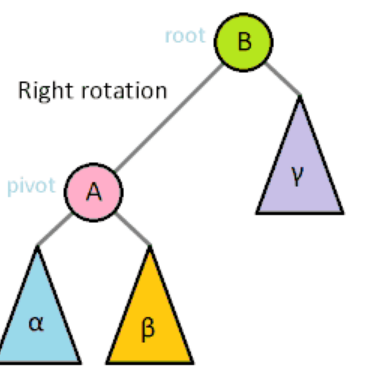 root B
Right rotation
γ
pivot A
α β